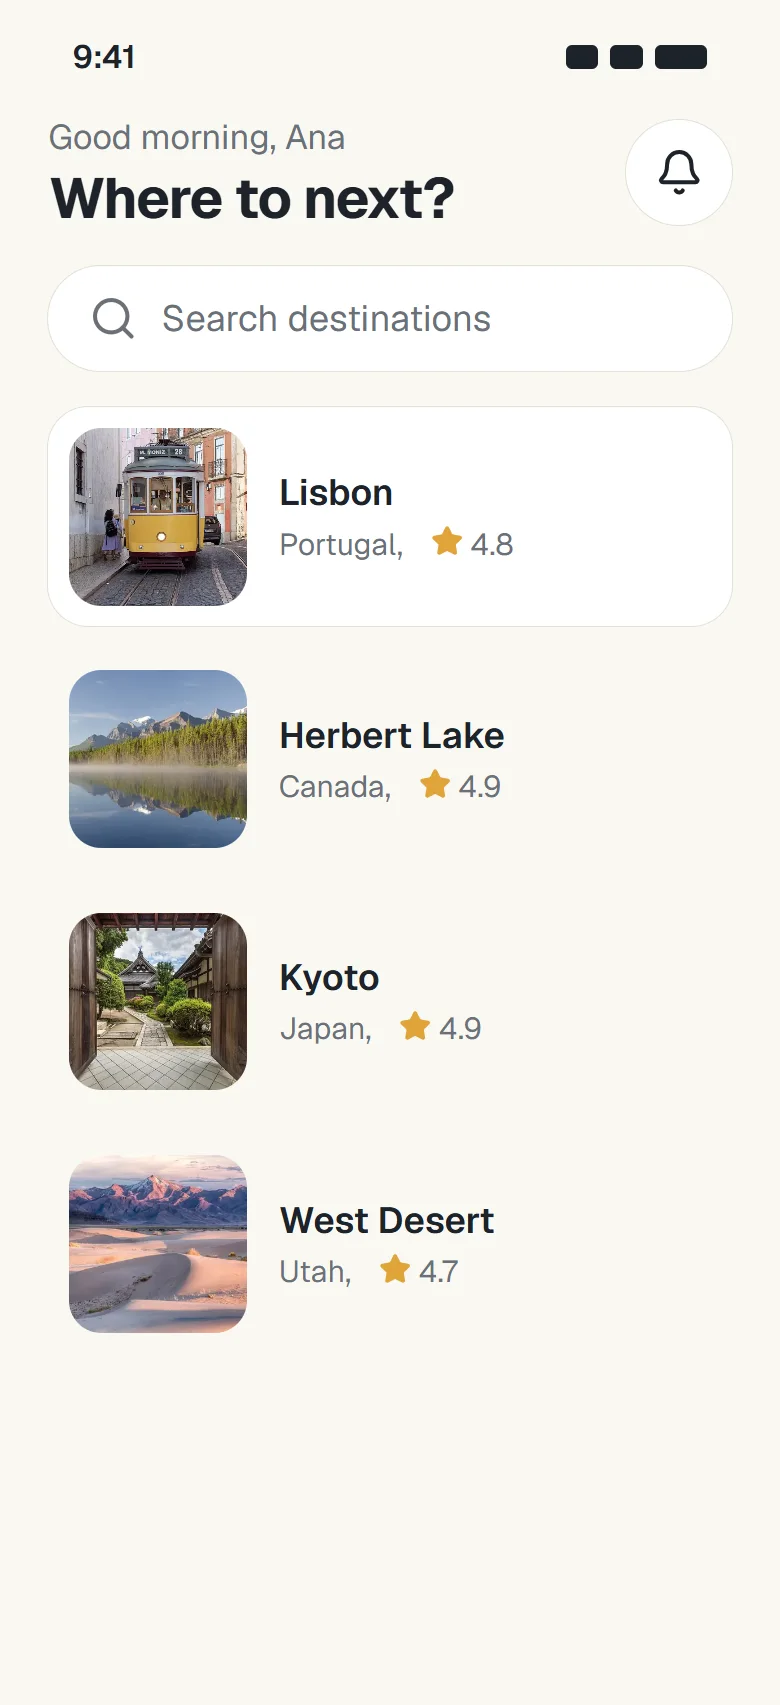 9:41
Good morning, Ana
Where to next?
Search destinations
28
Lisbon
Portugal, 4.8
Herbert Lake
Canada, 4.9
Kyoto
Japan, 4.9
West Desert
Utah, 4.7